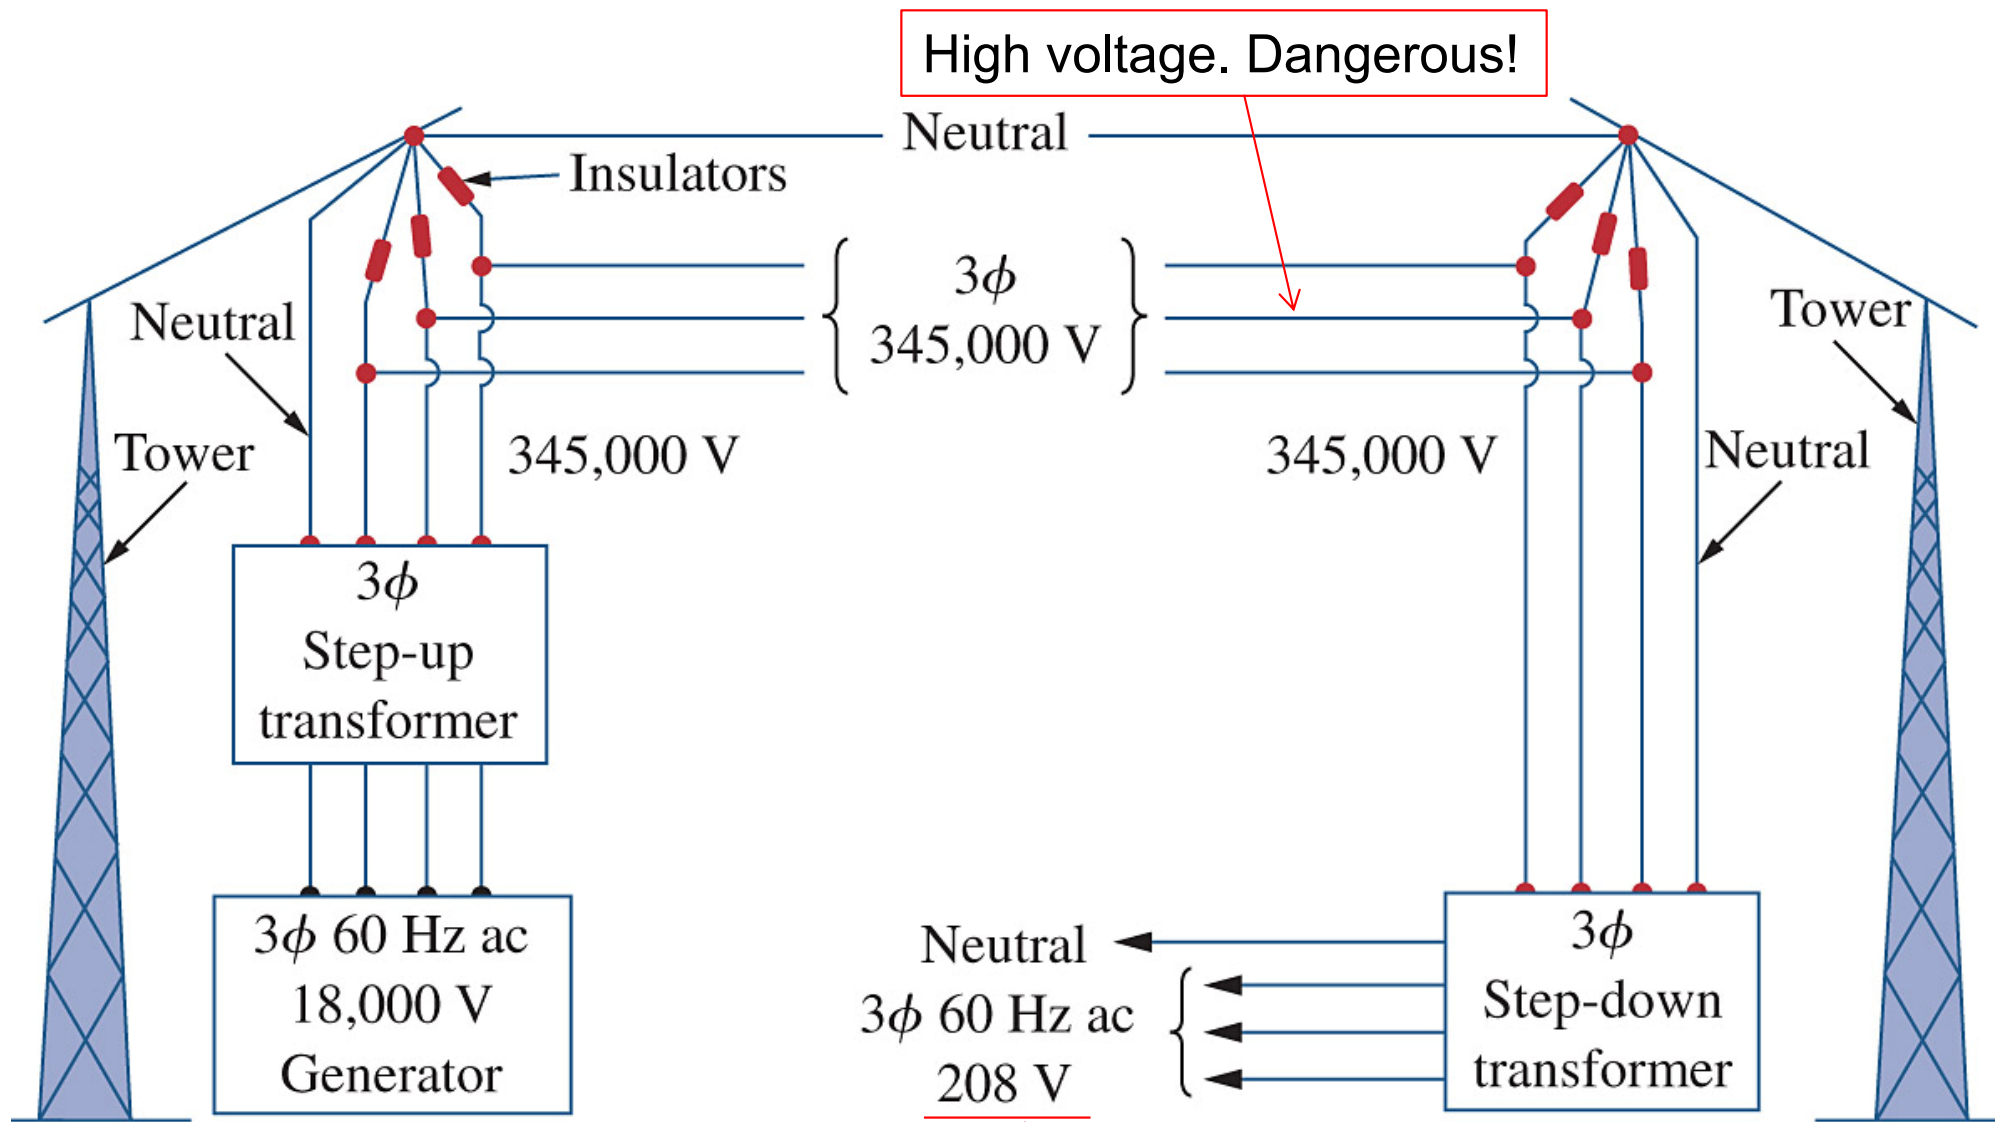 High voltage. Dangerous!
Neutral
Insulators
3ϕ
345,000 V
Neutral
Tower
Tower
345,000 V
345,000 V
Neutral
3ϕ
Step-up
transformer
3ϕ 60 Hz ac
18,000 V
Generator
Neutral
3ϕ 60 Hz ac
208 V
3ϕ
Step-down
transformer